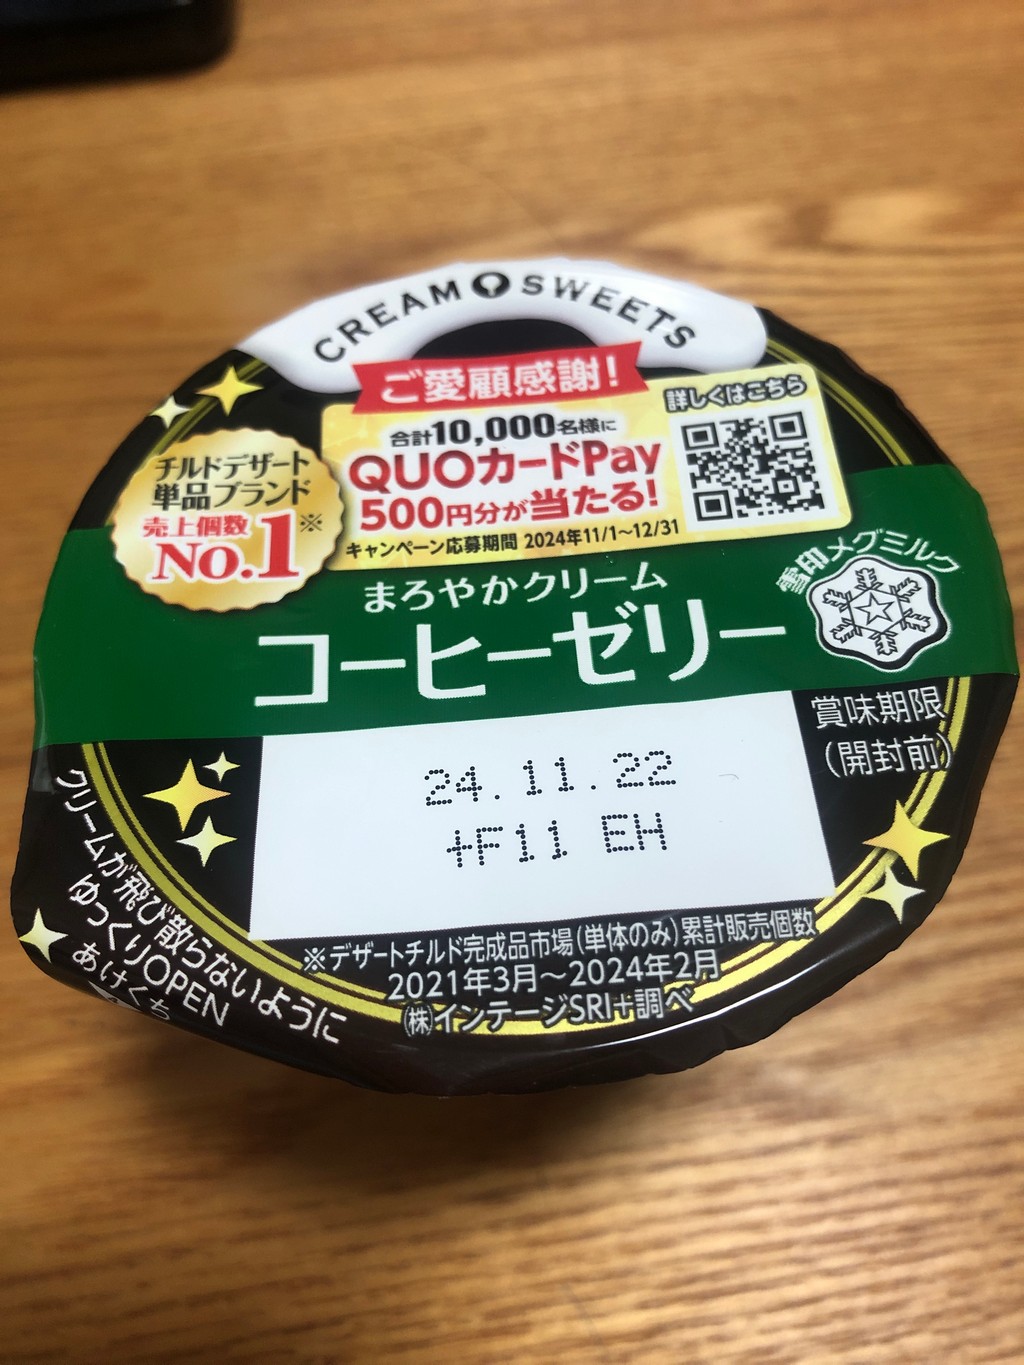 CREAM SWEETS
ご愛顧感謝!
合計10,000名様に
QUOカードPay
500円分が当たる!
キャンペーン応募期間 2024年11/1~12/31
詳しくはこちら
チルドデザート
単品ブランド
売上個数※
No.1
まろやかクリーム
コーヒーゼリー
雪印メグミルク
賞味期限
(開封前)
24.11.22
+F11 EH
※デザートチルド完成品市場(単体のみ)累計販売個数
2021年3月~2024年2月
(株)インテージSRI+調べ
クリームが飛び散らないように
ゆっくりOPEN
あけくち